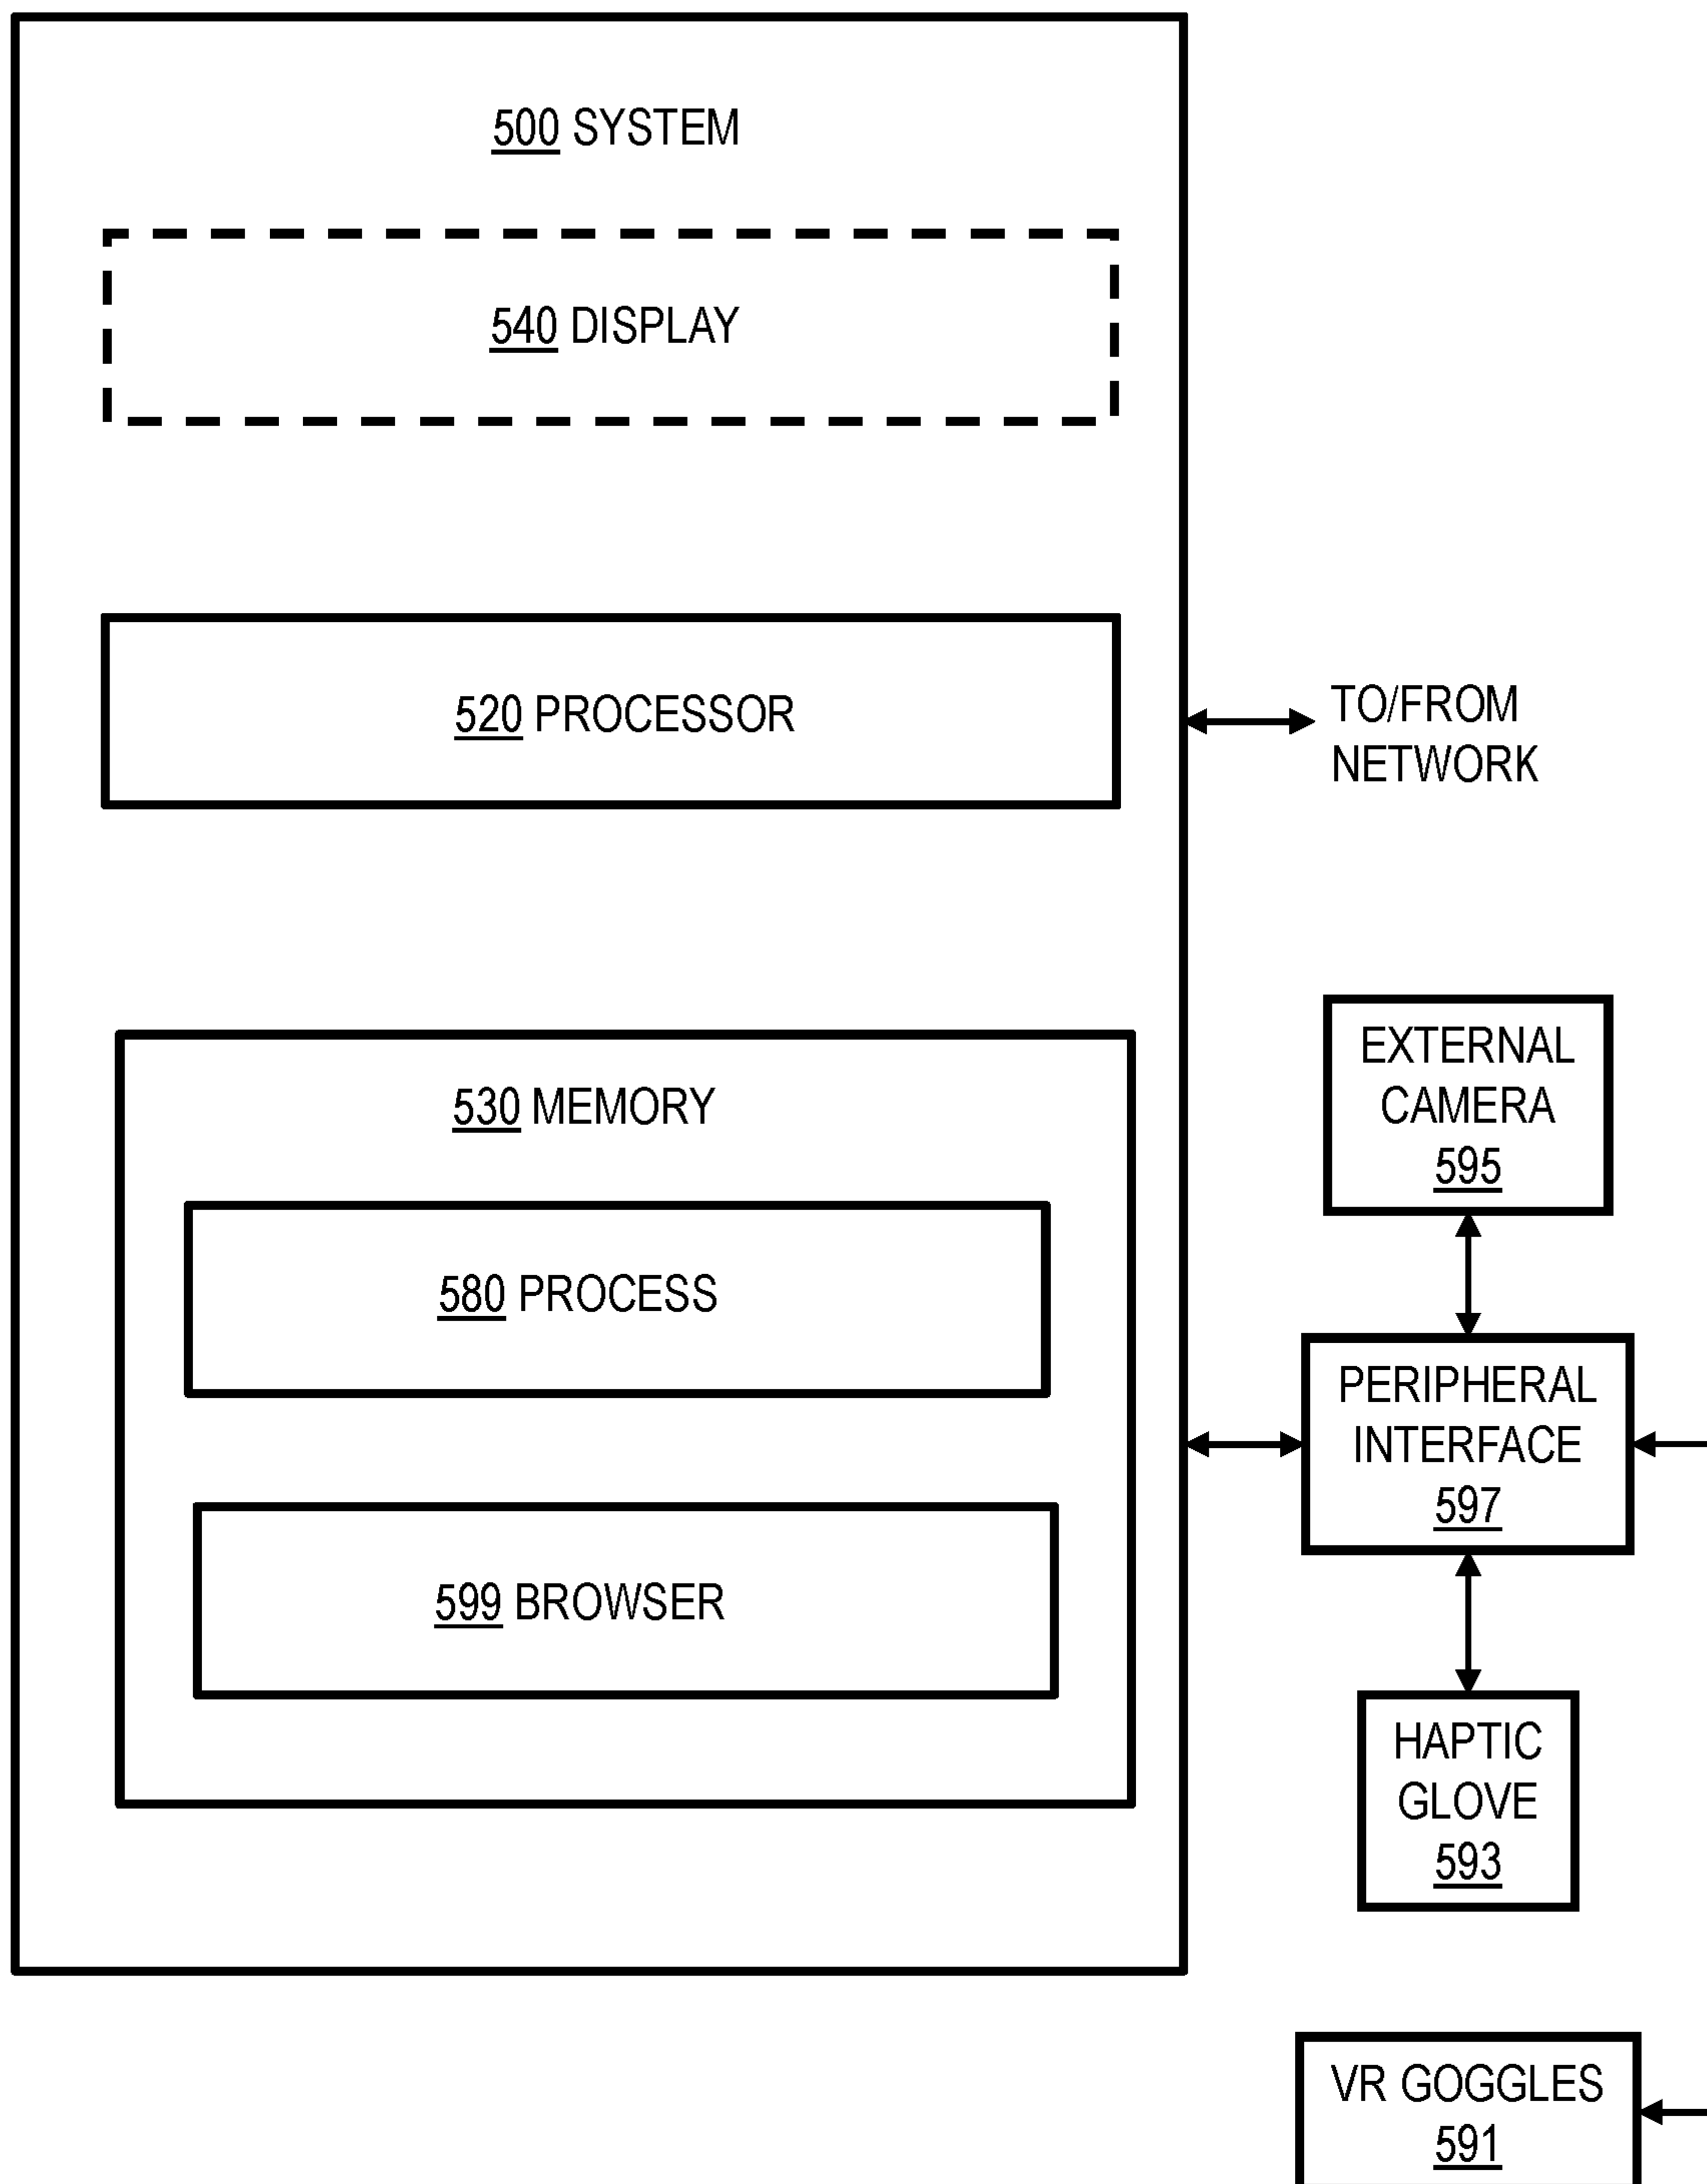 500 SYSTEM
540 DISPLAY
520 PROCESSOR
TO/FROM
NETWORK
530 MEMORY
580 PROCESS
599 BROWSER
EXTERNAL
CAMERA
595
PERIPHERAL
INTERFACE
597
HAPTIC
GLOVE
593
VR GOGGLES
591